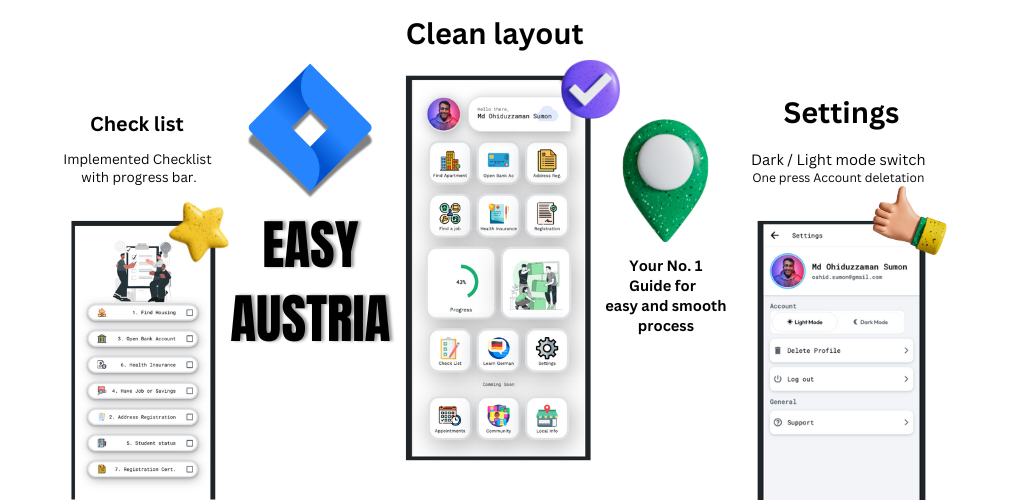 Clean layout
Check list
Implemented Checklist
with progress bar.
1. Find Housing
3. Open Bank Account
6. Health Insurance
4. Have Job or Savings
2. Address Registration
5. Student status
7. Registration Cert.
EASY
AUSTRIA
Hello there,
Md Ohiduzzaman Sumon
Find Apartment
Open Bank Ac
Address Reg.
Find a job
Health Insurance
Registration
43%
Progress
Check List
Learn German
Settings
Comming Soon
Appointments
Community
Local Info
Your No. 1
Guide for
easy and smooth
process
Settings
Dark / Light mode switch
One press Account deletation
Settings
Md Ohiduzzaman Sumon
oahid.sumon@gmail.com
Account
Light Mode
Dark Mode
Delete Profile
Log out
General
Support